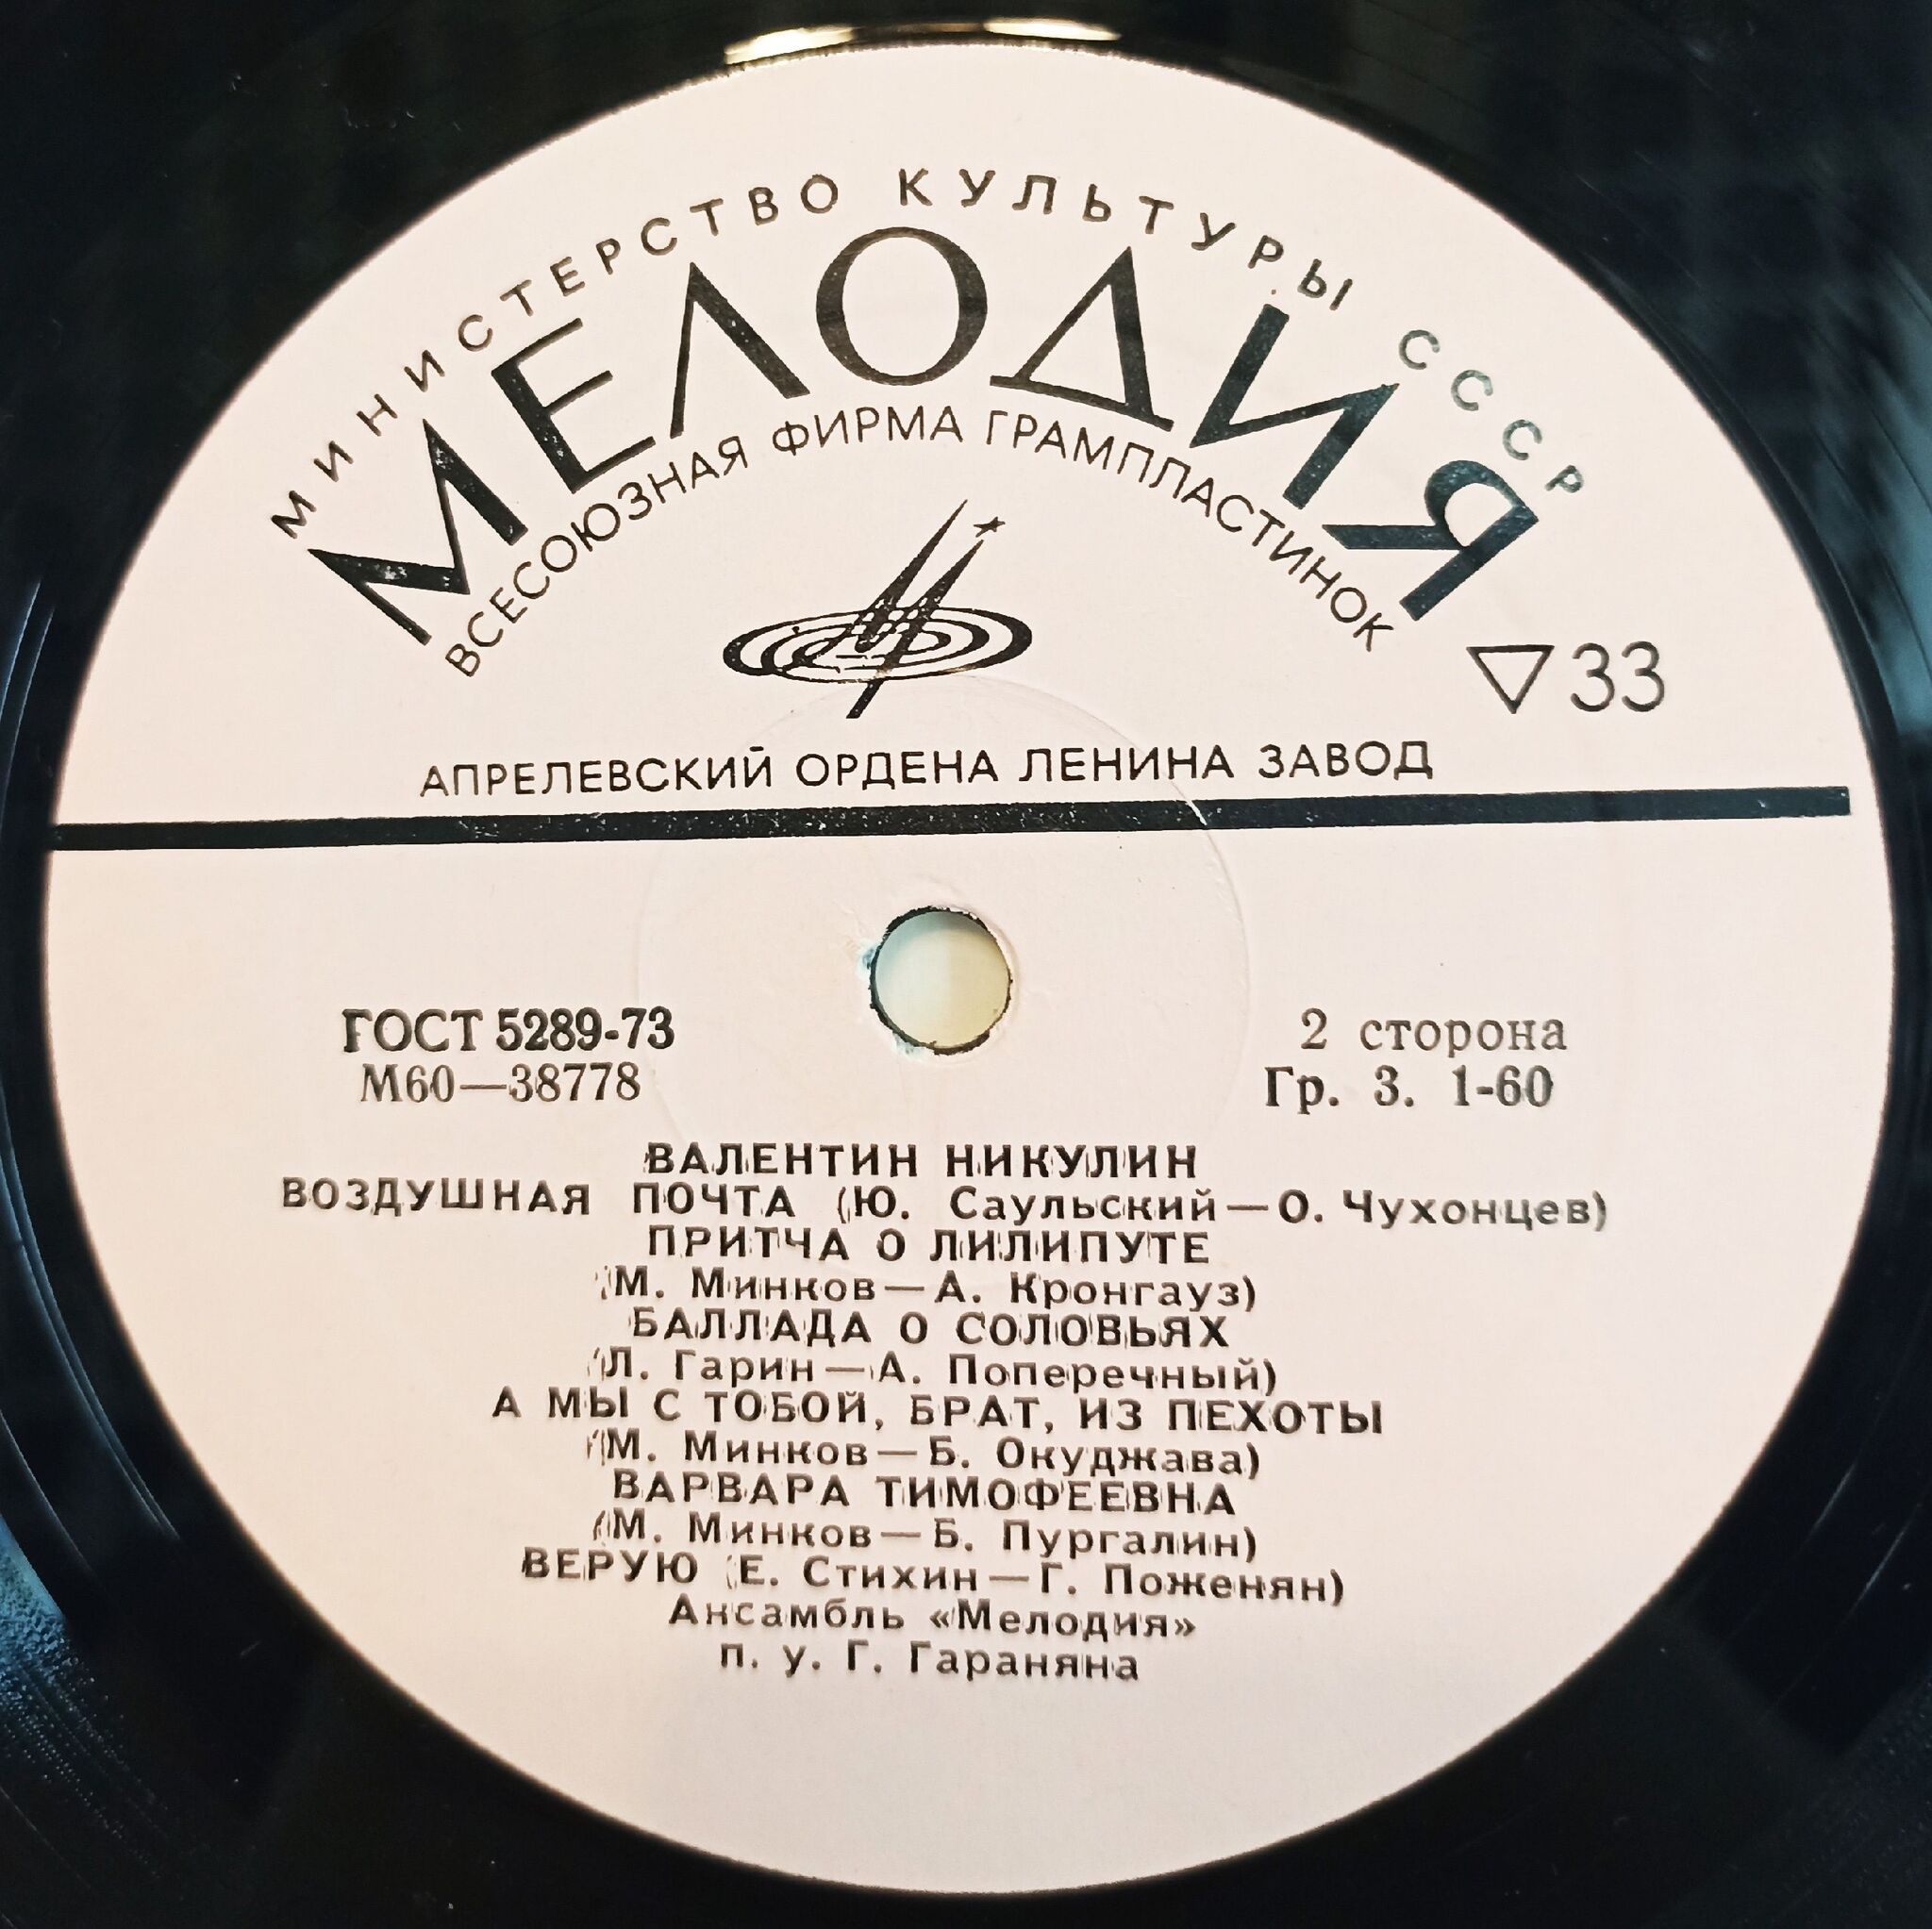 МИНИСТЕРСТВО КУЛЬТУРЫ СССР
МЕЛОДИЯ
ВСЕСОЮЗНАЯ ФИРМА ГРАМПЛАСТИНОК
33
АПРЕЛЕВСКИЙ ОРДЕНА ЛЕНИНА ЗАВОД
ГОСТ 5289-73
2 сторона
М60—38778
Гр. 3. 1-60
ВАЛЕНТИН НИКУЛИН
ВОЗДУШНАЯ ПОЧТА (Ю. Саульский—О. Чухонцев)
ПРИТЧА О ЛИЛИПУТЕ
(М. Минков—А. Кронгауз)
БАЛЛАДА О СОЛОВЬЯХ
(Л. Гарин—А. Поперечный)
А МЫ С ТОБОЙ, БРАТ, ИЗ ПЕХОТЫ
(М. Минков—Б. Окуджава)
ВАРВАРА ТИМОФЕЕВНА
(М. Минков—Б. Пургалин)
ВЕРУЮ (Е. Стихин—Г. Поженян)
Ансамбль «Мелодия»
п. у. Г. Гараняна